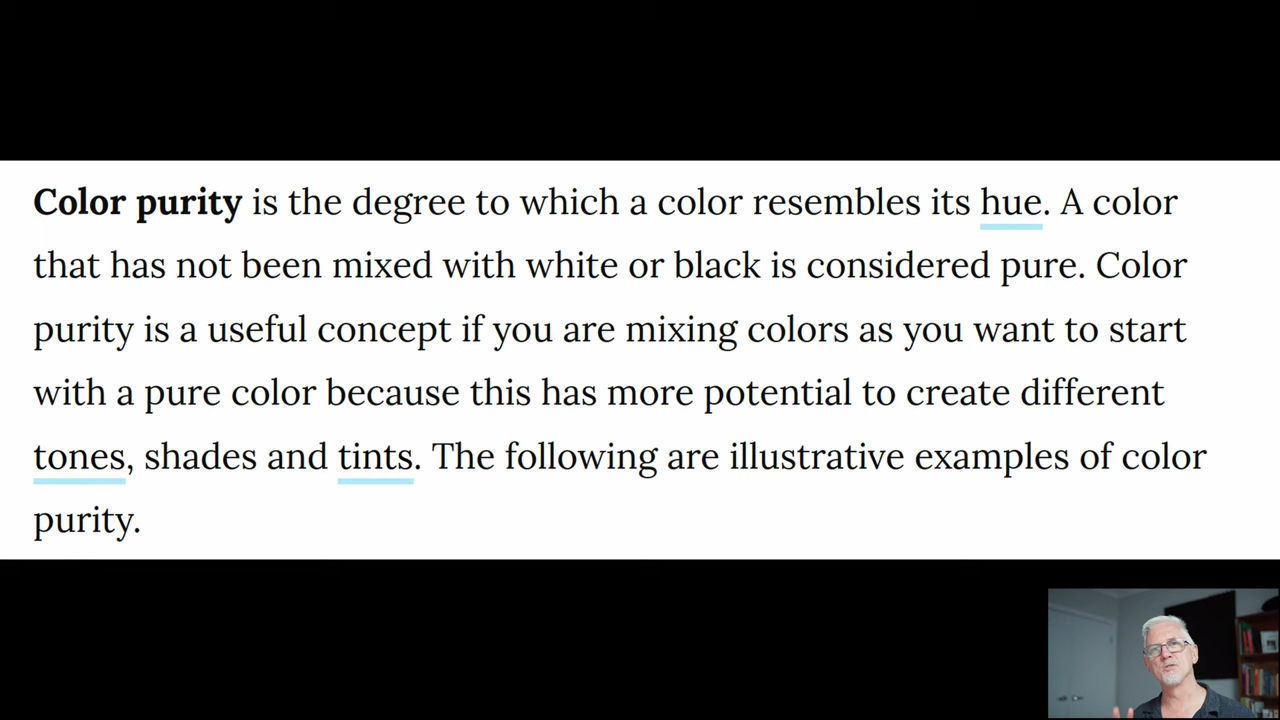 Color purity is the degree to which a color resembles its hue. A color
that has not been mixed with white or black is considered pure. Color
purity is a useful concept if you are mixing colors as you want to start
with a pure color because this has more potential to create different
tones, shades and tints. The following are illustrative examples of color
purity.